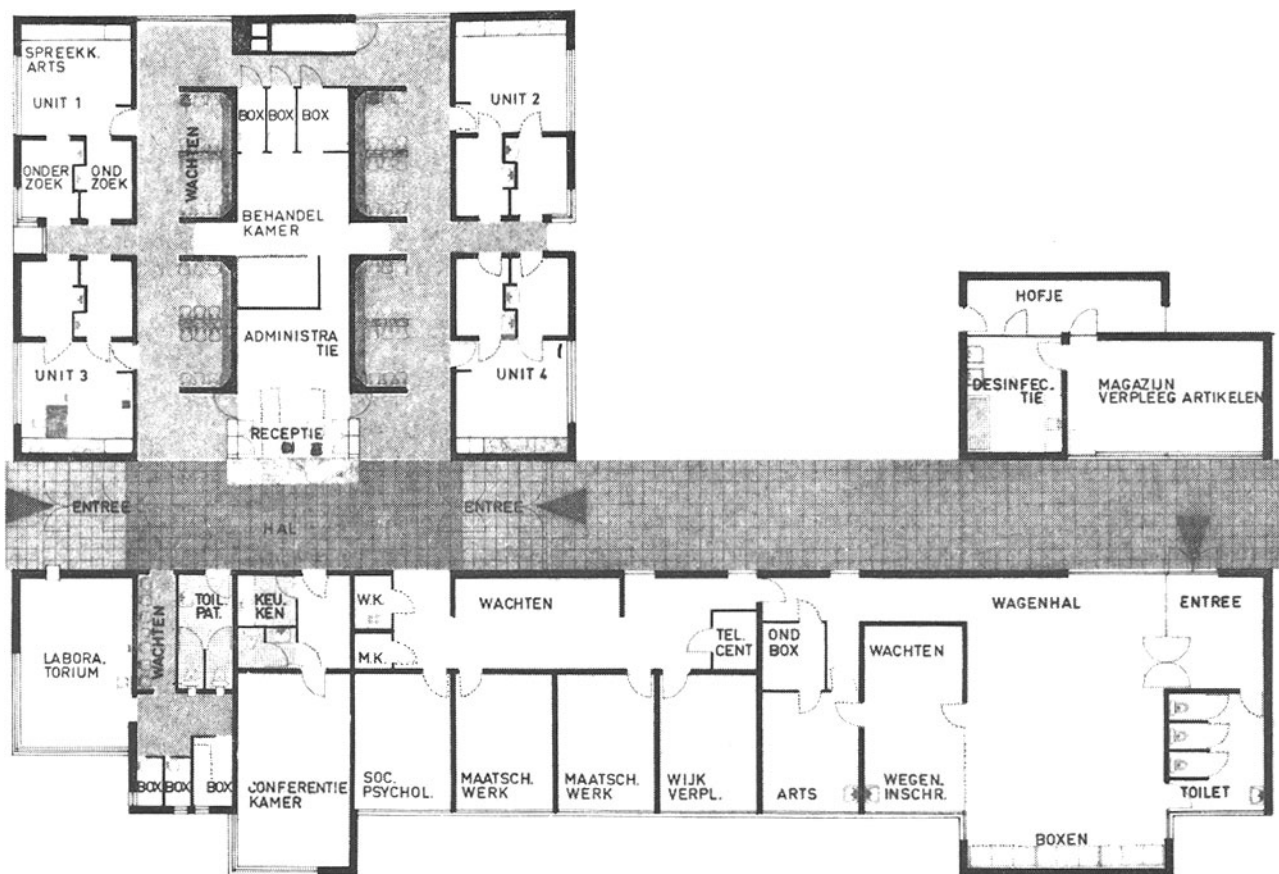 SPREEKK.
ARTS
UNIT 1
WACHTEN
BOX
BOX
BOX
UNIT 2
ONDER
ZOEK
OND
ZOEK
BEHANDEL
KAMER
ADMINISTRA
TIE
UNIT 3
UNIT 4
RECEPTIE
HOFJE
DESINFEC.
TIE
MAGAZIJN
VERPLEEG ARTIKELEN
ENTREE
HAL
ENTREE
LABORA.
TORIUM
WACHTEN
TOIL.
PAT.
KEU.
KEN
W.K.
M.K.
WACHTEN
TEL.
CENT
OND
BOX
WACHTEN
WAGENHAL
ENTREE
BOX
BOX
BOX
CONFERENTIE
KAMER
SOC.
PSYCHOL.
MAATSCH.
WERK
MAATSCH.
WERK
WIJK
VERPL.
ARTS
WEGEN.
INSCHR.
BOXEN
TOILET